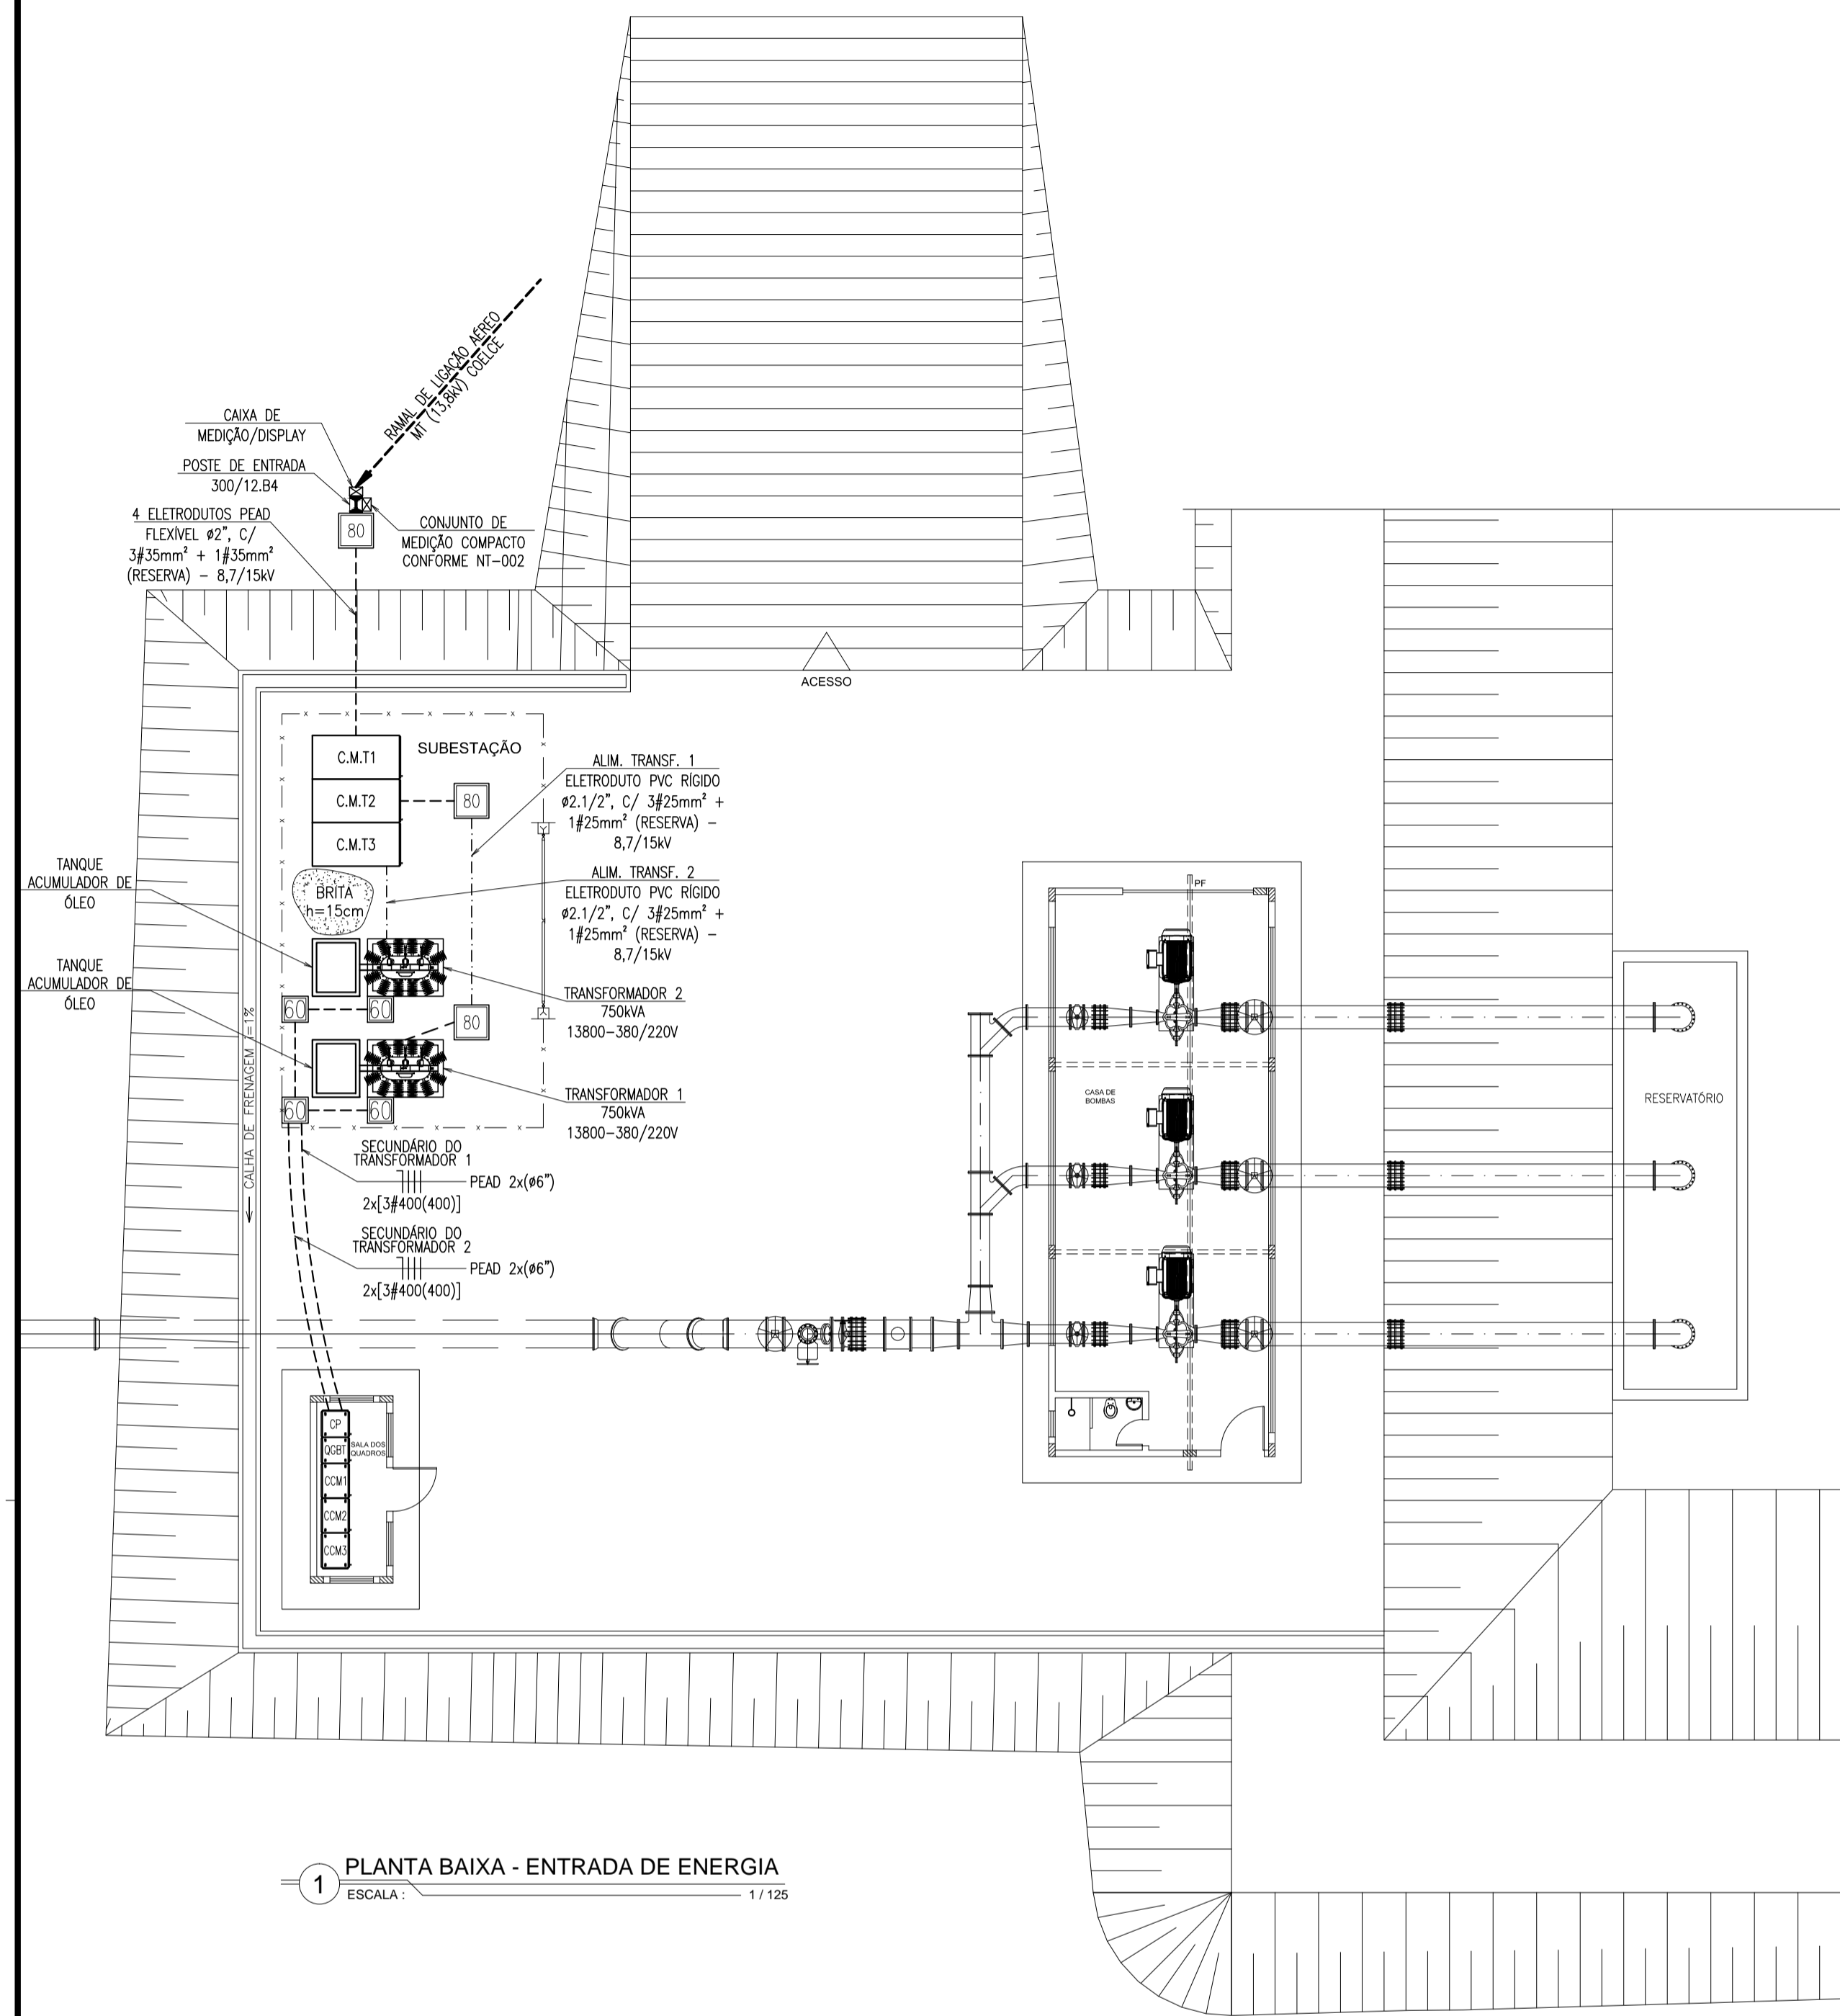 RAMAL DE LIGAÇÃO AÉREO
MT (13,8kV) COELCE
CAIXA DE
MEDIÇÃO/DISPLAY
POSTE DE ENTRADA
300/12.B4
4 ELETRODUTOS PEAD
FLEXÍVEL ø2", C/
3#35mm² + 1#35mm²
(RESERVA) - 8,7/15kV
80
CONJUNTO DE
MEDIÇÃO COMPACTO
CONFORME NT-002
ACESSO
SUBESTAÇÃO
C.M.T1
C.M.T2
C.M.T3
80
ALIM. TRANSF. 1
ELETRODUTO PVC RÍGIDO
ø2.1/2", C/ 3#25mm² +
1#25mm² (RESERVA) -
8,7/15kV
ALIM. TRANSF. 2
ELETRODUTO PVC RÍGIDO
ø2.1/2", C/ 3#25mm² +
1#25mm² (RESERVA) -
8,7/15kV
TANQUE
ACUMULADOR DE
ÓLEO
BRITA
h=15cm
TANQUE
ACUMULADOR DE
ÓLEO
TRANSFORMADOR 2
750kVA
13800-380/220V
60
60
80
TRANSFORMADOR 1
750kVA
13800-380/220V
60
60
CALHA DE FRENAGEM i=1%
SECUNDÁRIO DO
TRANSFORMADOR 1
PEAD 2x(ø6")
2x[3#400(400)]
SECUNDÁRIO DO
TRANSFORMADOR 2
PEAD 2x(ø6")
2x[3#400(400)]
PF
CASA DE
BOMBAS
RESERVATÓRIO
CP
QGBT
CCM1
CCM2
CCM3
SALA DOS
QUADROS
1
PLANTA BAIXA - ENTRADA DE ENERGIA
ESCALA : 1 / 125